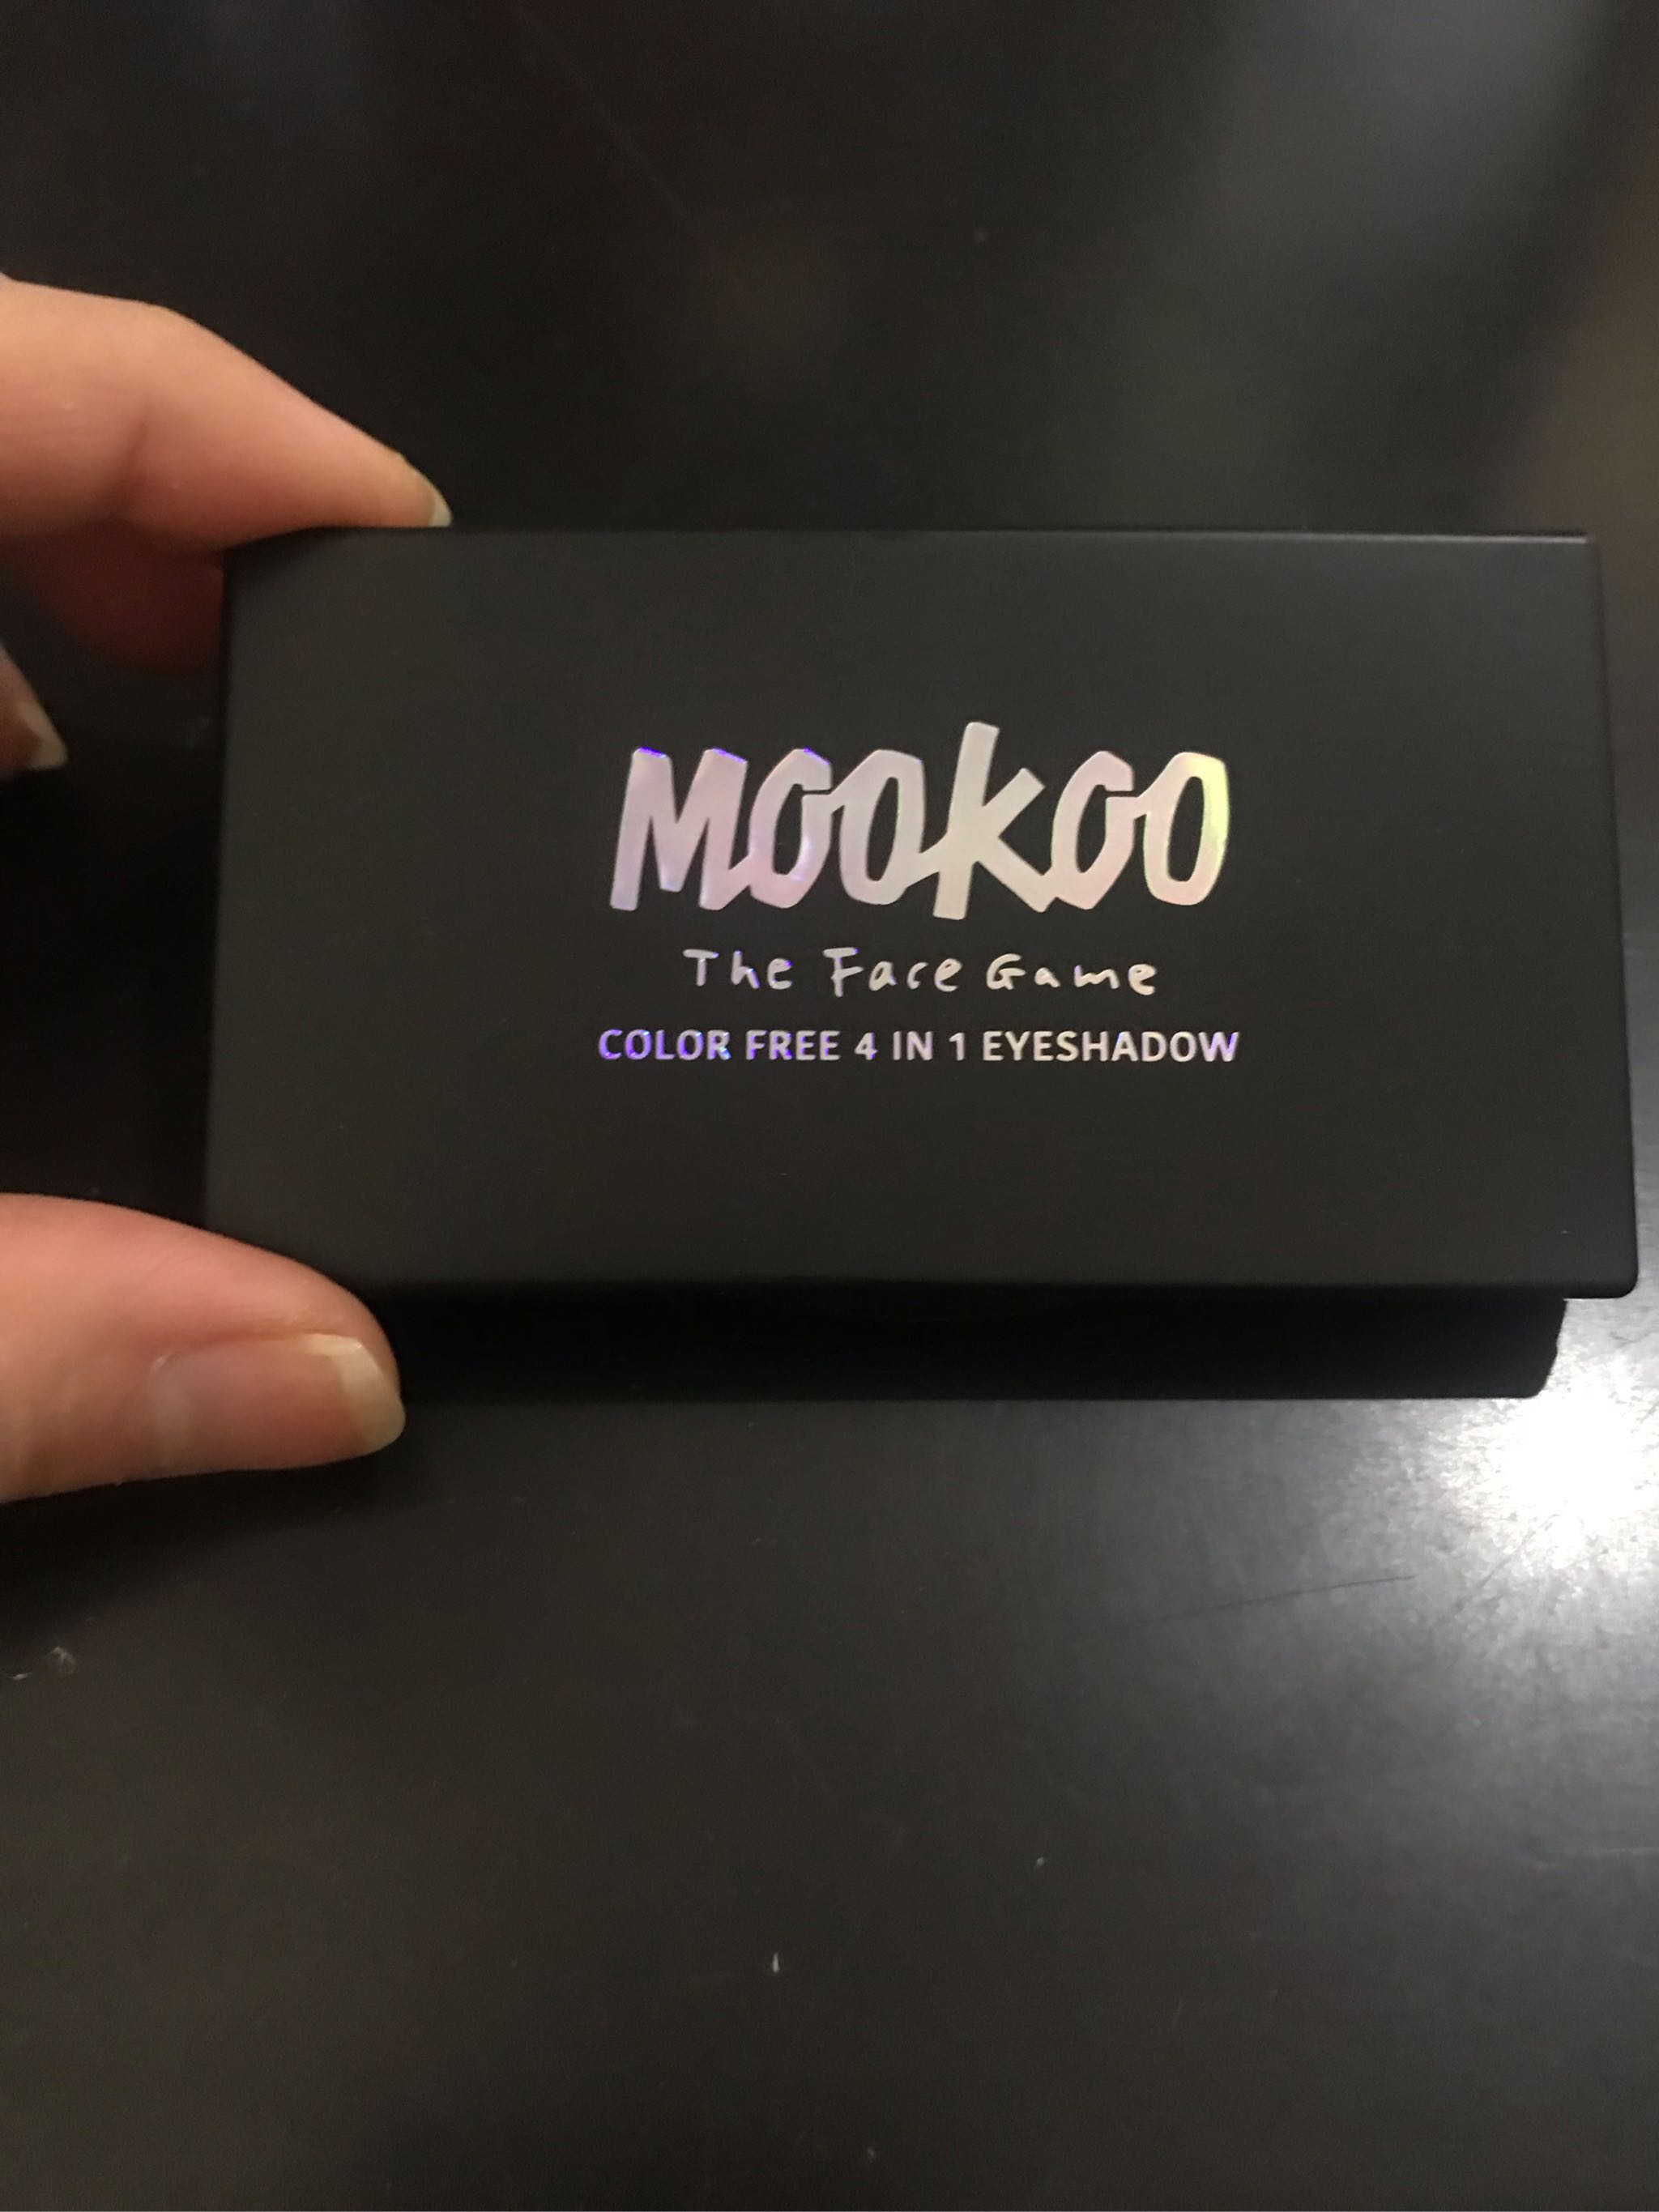 MOOKOO
The Face Game
COLOR FREE 4 IN 1 EYESHADOW